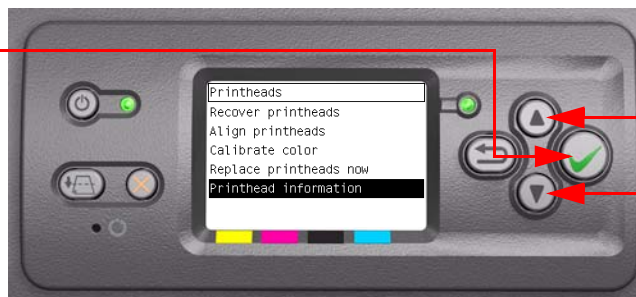 Printheads
Recover printheads
Align printheads
Calibrate color
Replace printheads now
Printhead information